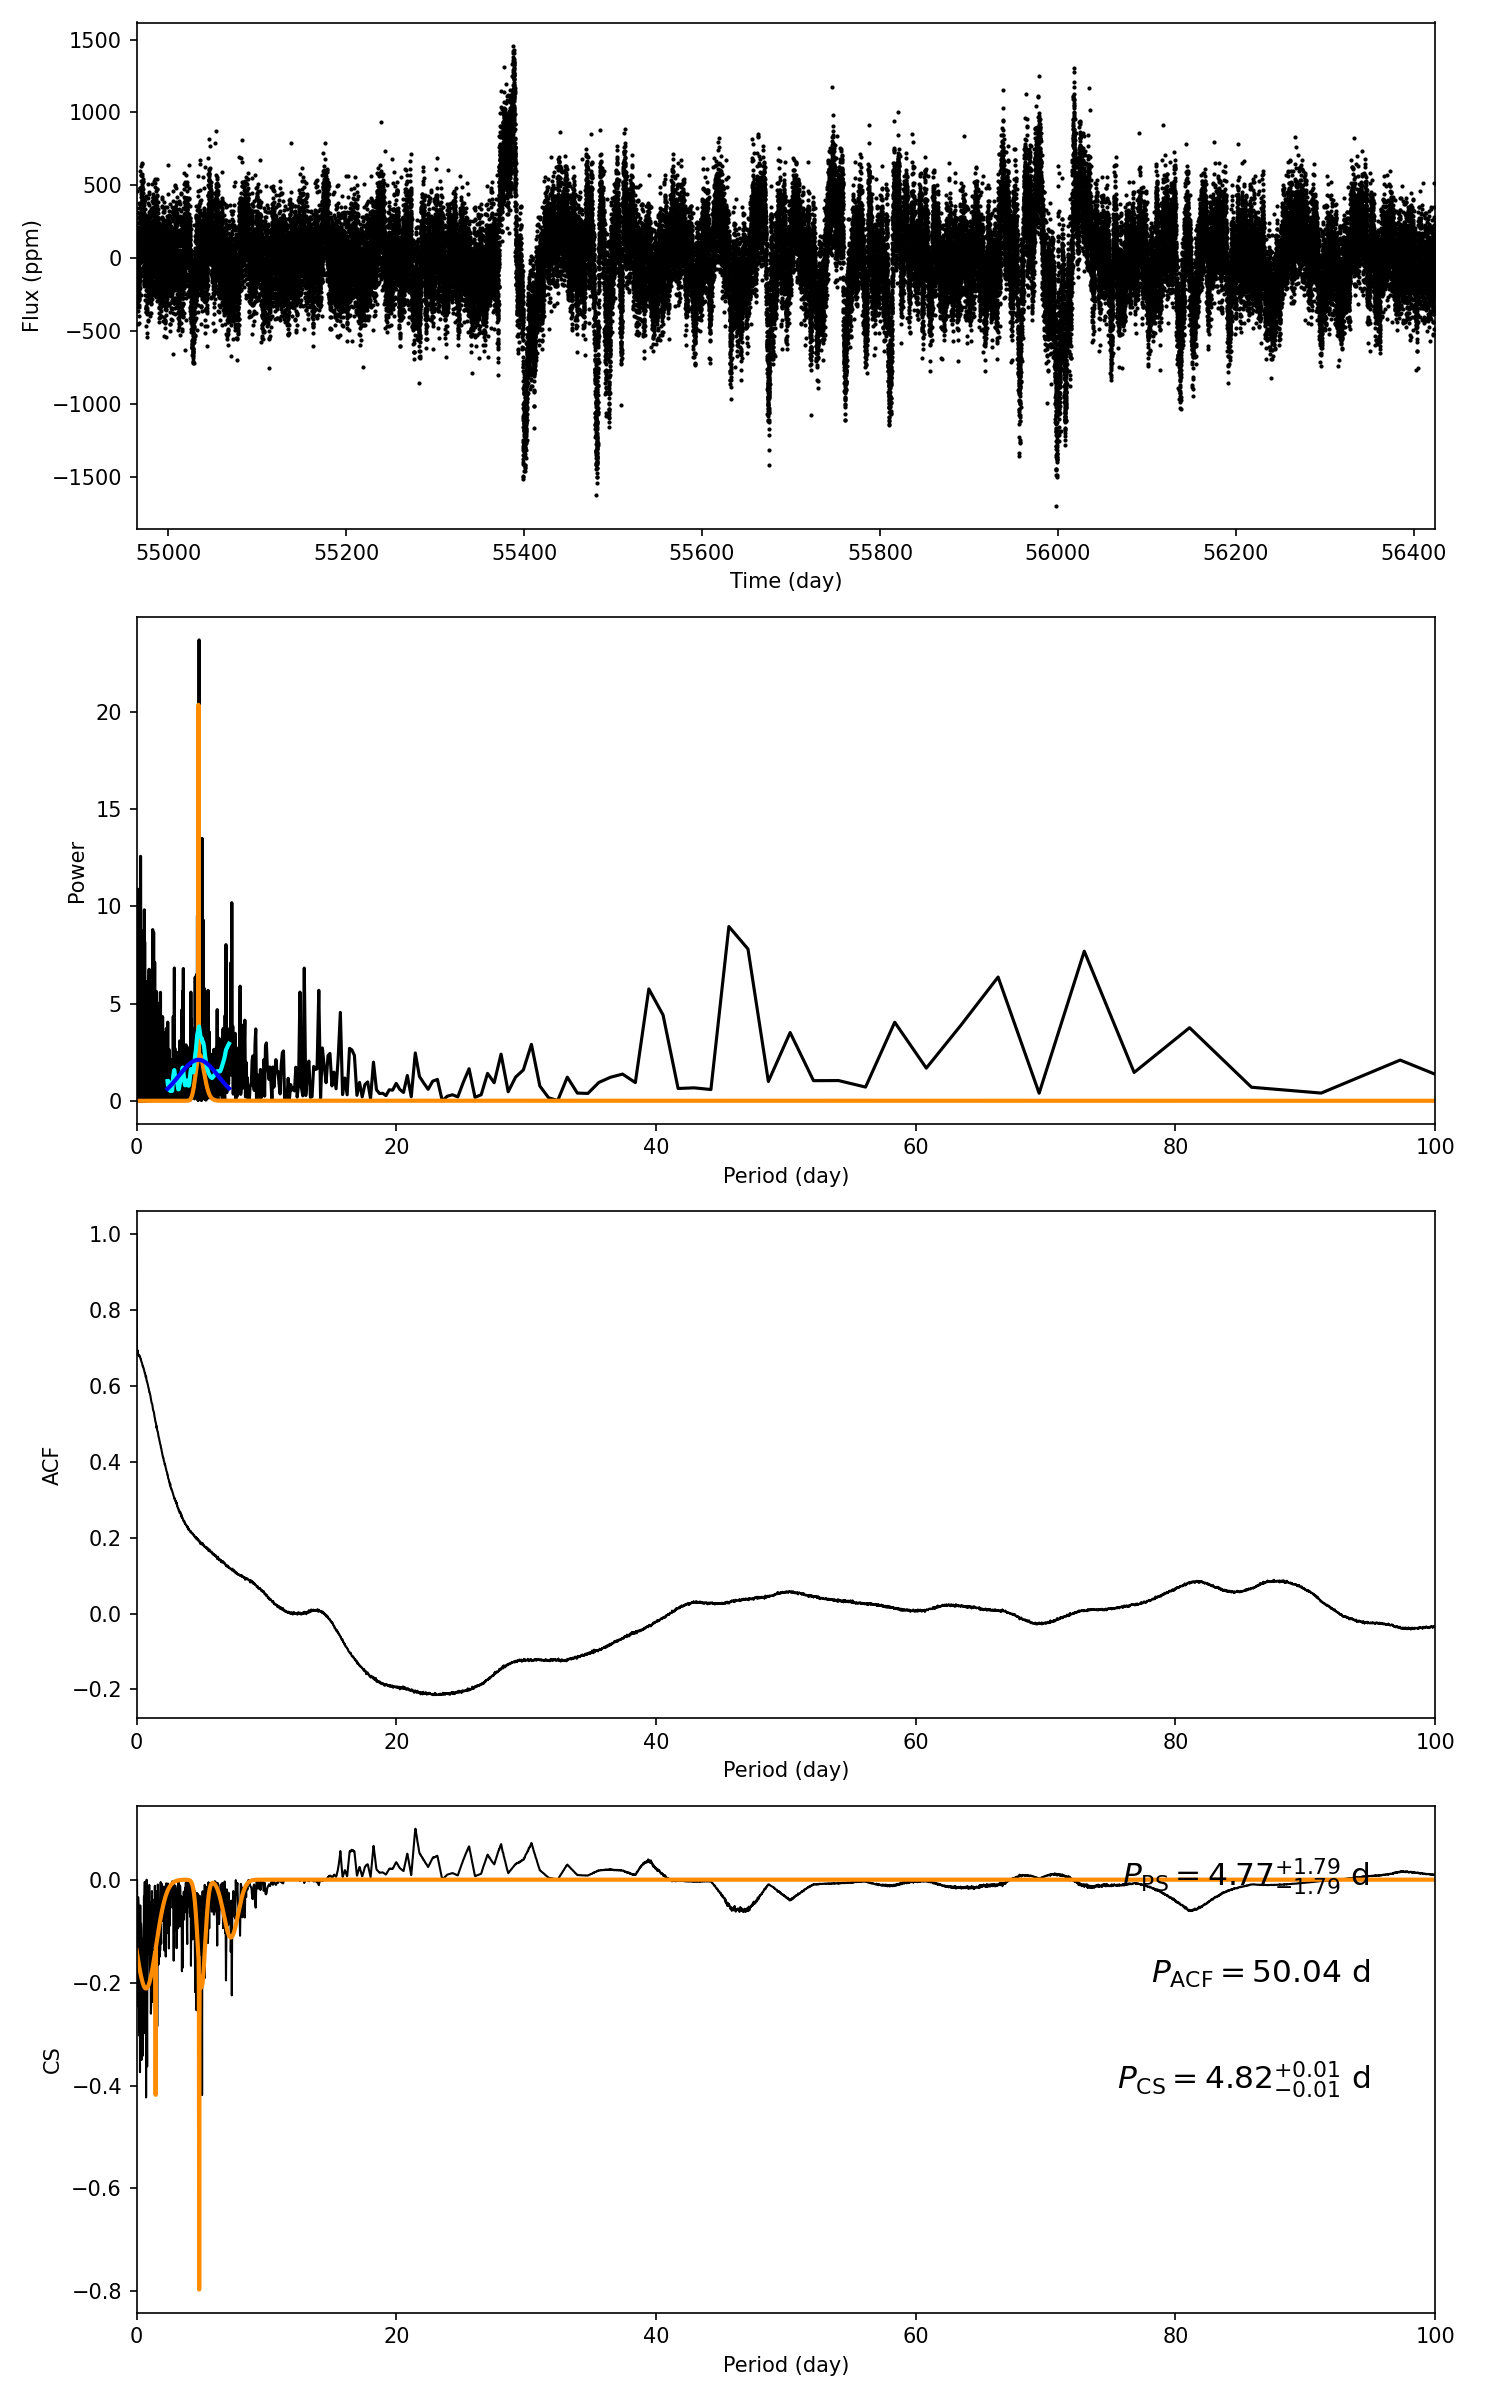 1500
1000
500
0
−500
−1000
−1500
Flux (ppm)
55000 55200 55400 55600 55800 56000 56200 56400
Time (day)
20
15
10
5
0
Power
0 20 40 60 80 100
Period (day)
1.0
0.8
0.6
0.4
0.2
0.0
−0.2
ACF
0 20 40 60 80 100
Period (day)
0.0
−0.2
−0.4
−0.6
−0.8
CS
P_PS = 4.77^{+1.79}_{−1.79} d
P_ACF = 50.04 d
P_CS = 4.82^{+0.01}_{−0.01} d
0 20 40 60 80 100
Period (day)